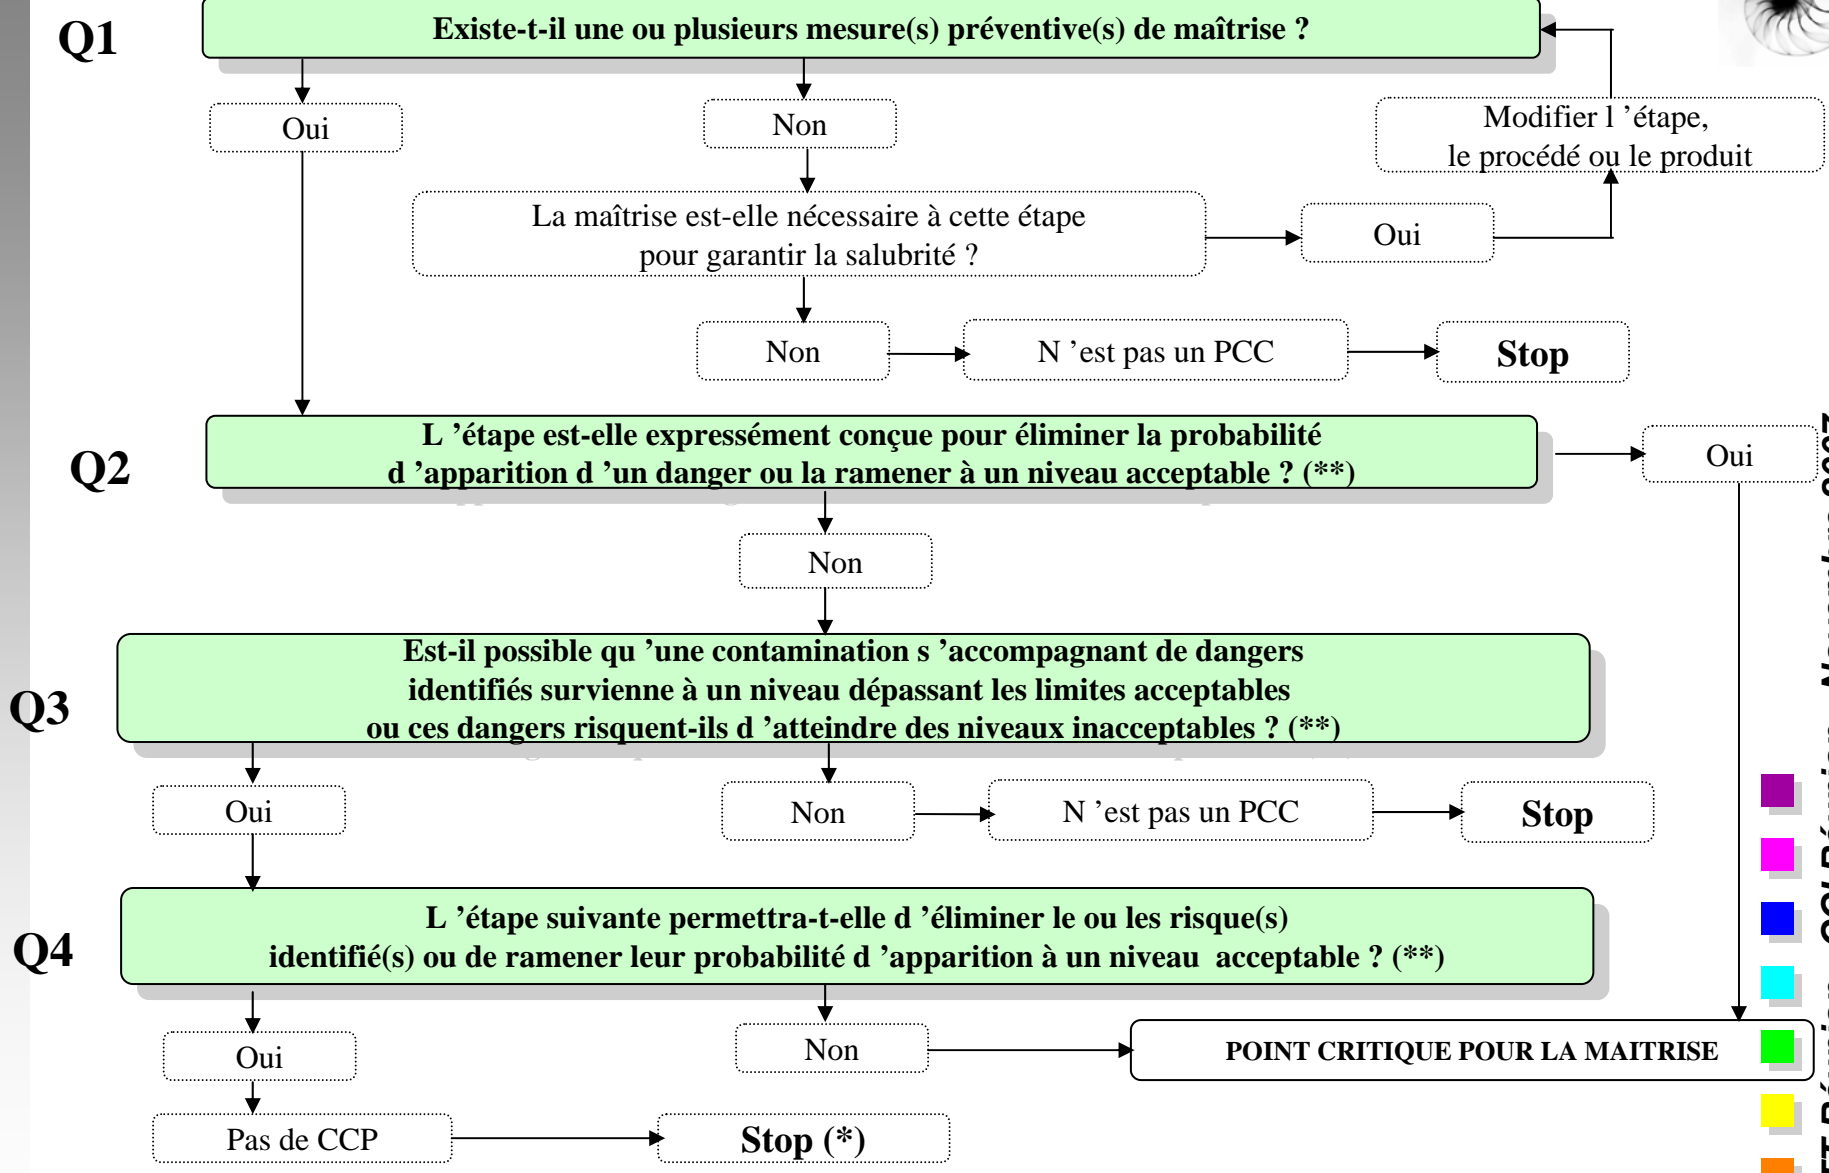 Q1
Existe-t-il une ou plusieurs mesure(s) préventive(s) de maîtrise ?
Oui
Non
Modifier l ’étape,
le procédé ou le produit
La maîtrise est-elle nécessaire à cette étape
pour garantir la salubrité ?
Oui
Non
N ’est pas un PCC
Stop
Q2
L ’étape est-elle expressément conçue pour éliminer la probabilité
d ’apparition d ’un danger ou la ramener à un niveau acceptable ? (**)
Oui
Non
Q3
Est-il possible qu ’une contamination s ’accompagnant de dangers
identifiés survienne à un niveau dépassant les limites acceptables
ou ces dangers risquent-ils d ’atteindre des niveaux inacceptables ? (**)
Oui
Non
N ’est pas un PCC
Stop
Q4
L ’étape suivante permettra-t-elle d ’éliminer le ou les risque(s)
identifié(s) ou de ramener leur probabilité d ’apparition à un niveau acceptable ? (**)
Oui
Non
POINT CRITIQUE POUR LA MAITRISE
Pas de CCP
Stop (*)